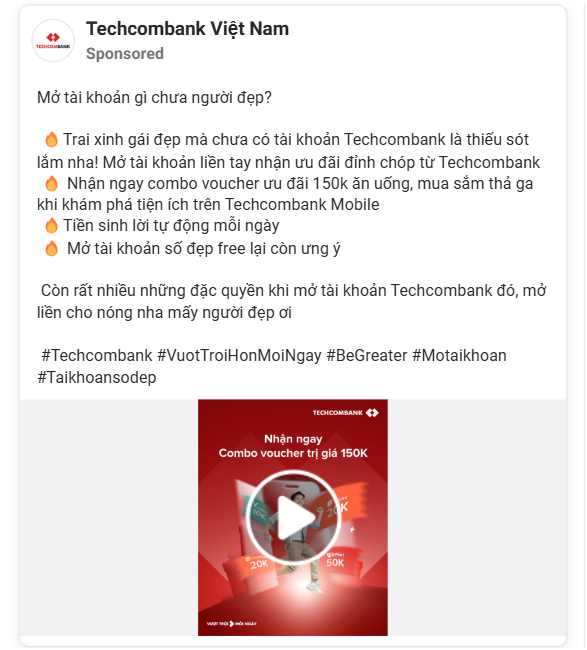 Techcombank Việt Nam
TECHCOMBANK
Sponsored
Mở tài khoản gì chưa người đẹp?
🔥Trai xinh gái đẹp mà chưa có tài khoản Techcombank là thiếu sót
lắm nha! Mở tài khoản liền tay nhận ưu đãi đỉnh chóp từ Techcombank
🔥 Nhận ngay combo voucher ưu đãi 150k ăn uống, mua sắm thả ga
khi khám phá tiện ích trên Techcombank Mobile
🔥Tiền sinh lời tự động mỗi ngày
🔥 Mở tài khoản số đẹp free lại còn ưng ý
Còn rất nhiều những đặc quyền khi mở tài khoản Techcombank đó, mở
liền cho nóng nha mấy người đẹp ơi
#Techcombank #VuotTroiHonMoiNgay #BeGreater #Motaikhoan
#Taikhoansodep
TECHCOMBANK
Nhận ngay
Combo voucher trị giá 150K
10K
20K
20K
50K
VƯỢT TRỘI MỖI NGÀY